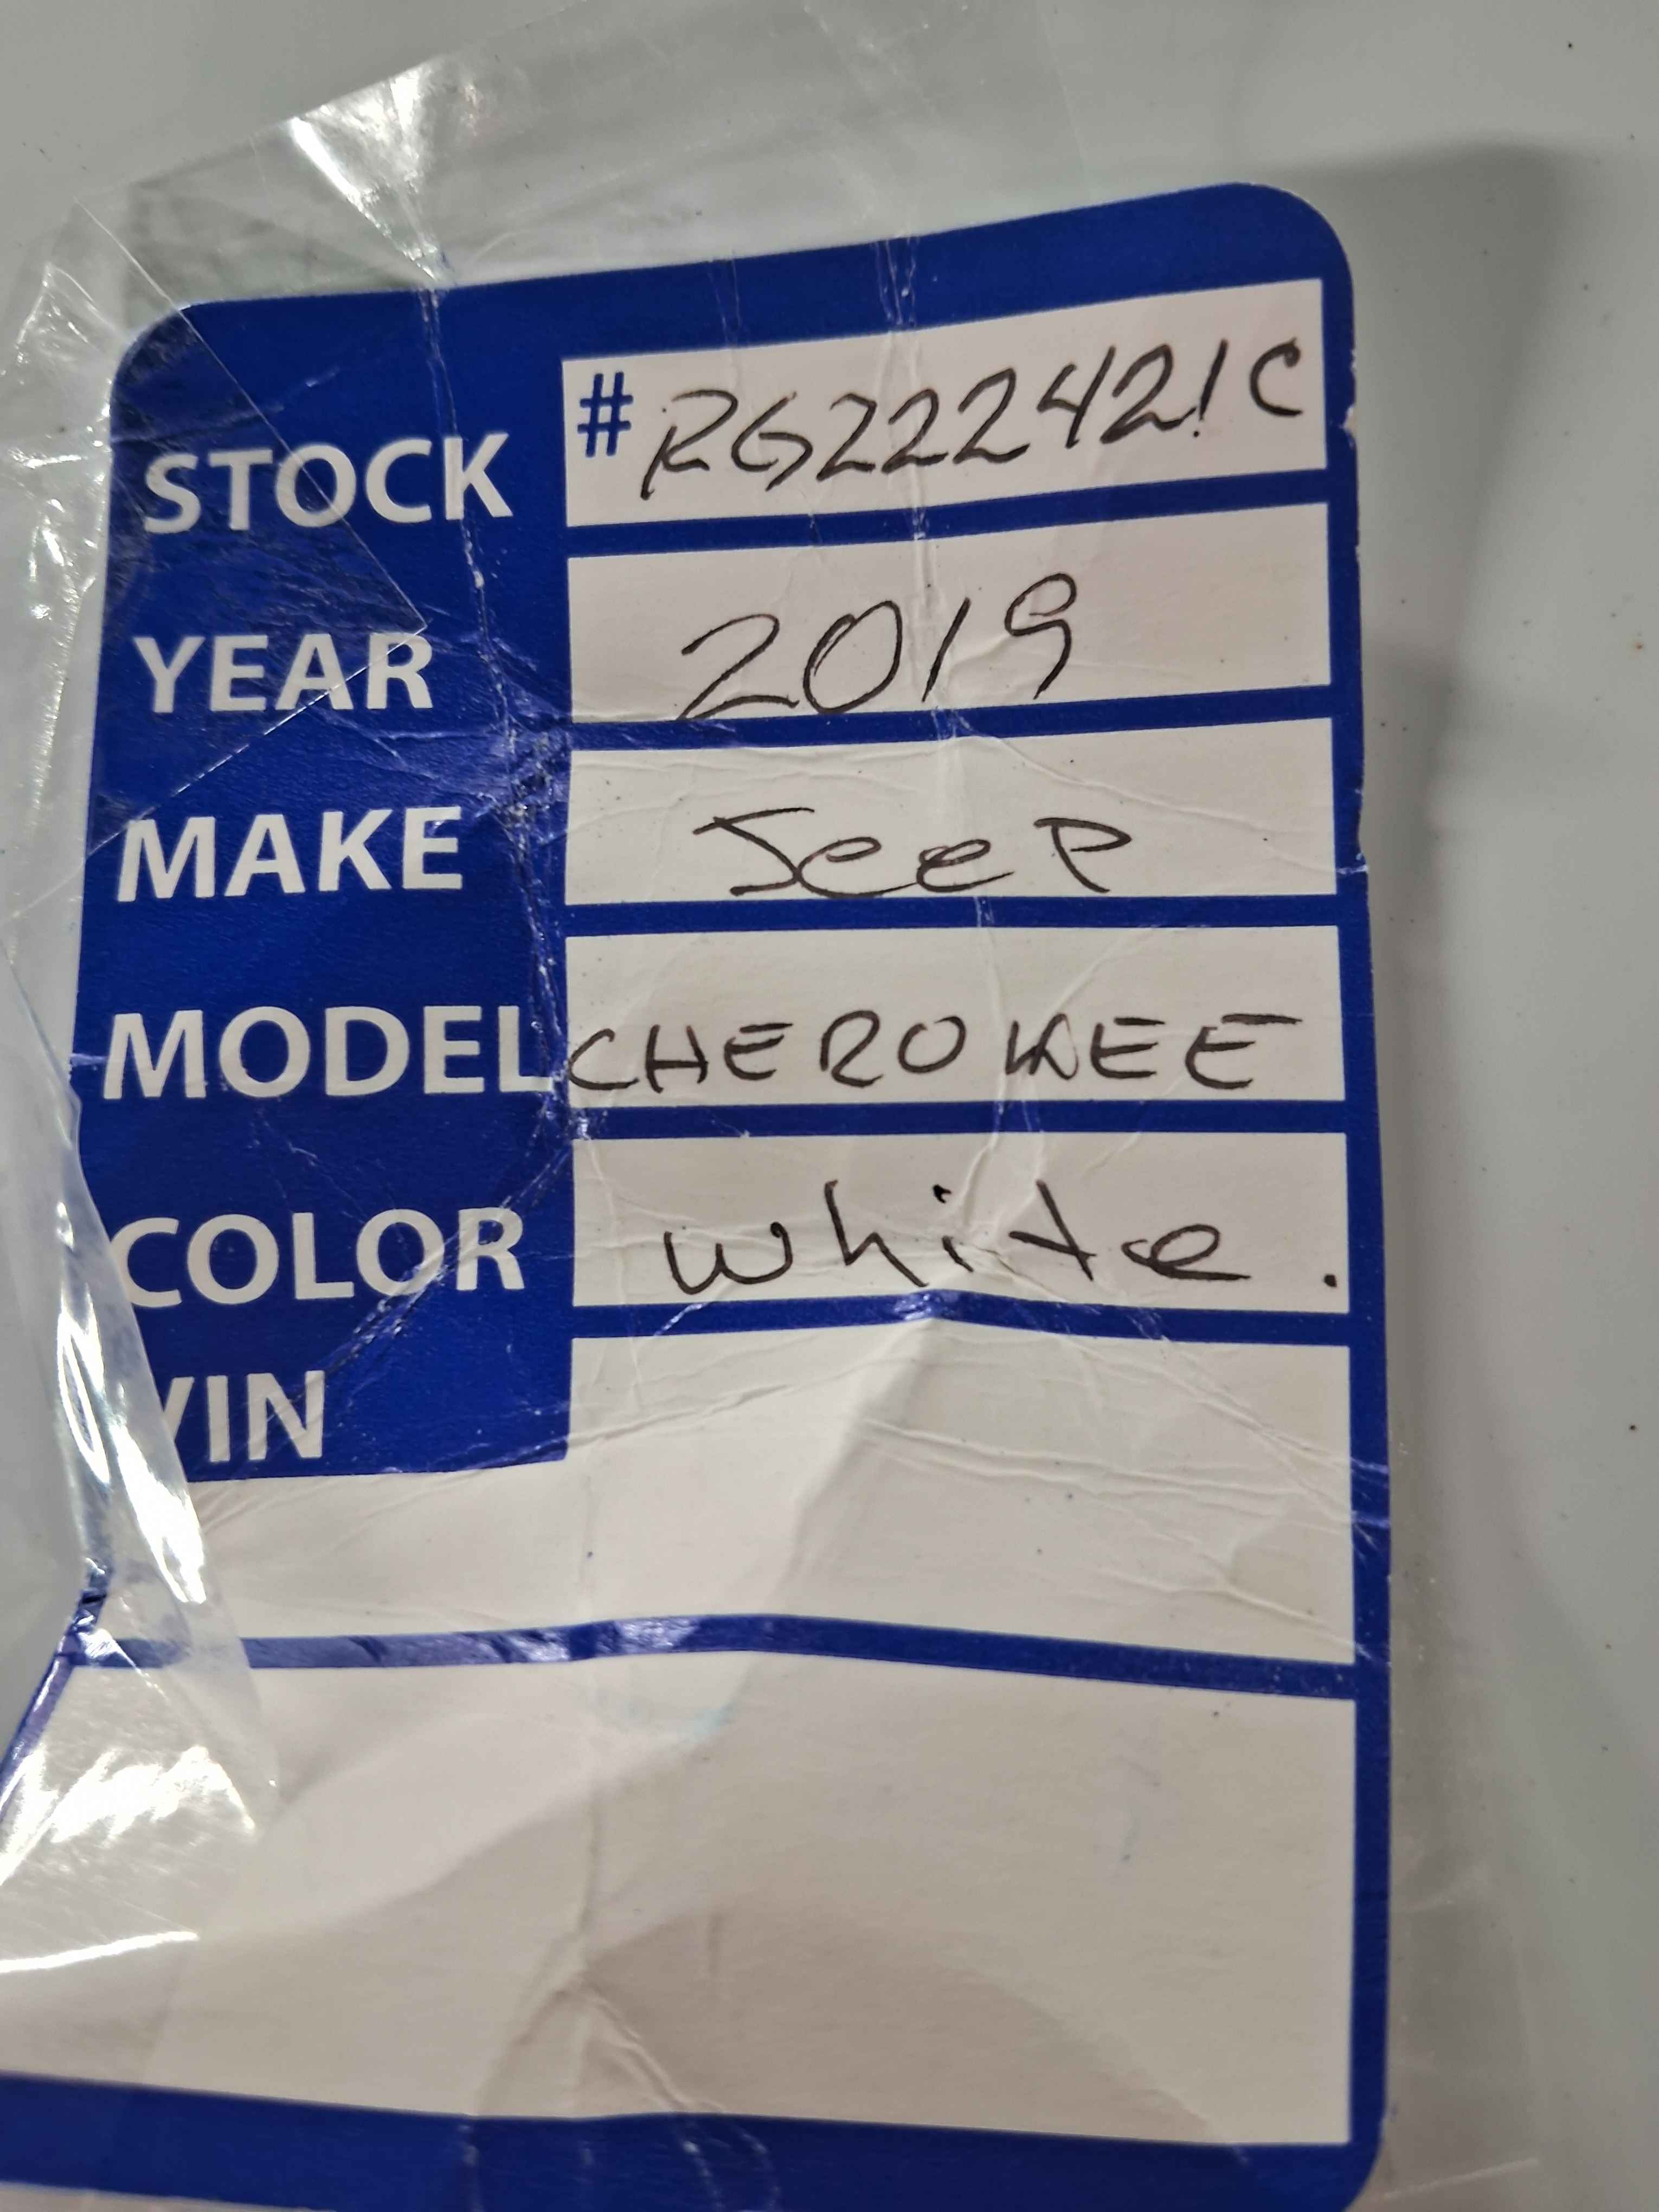 STOCK #RG222421C
YEAR 2019
MAKE Jeep
MODEL CHEROKEE
COLOR white.
VIN